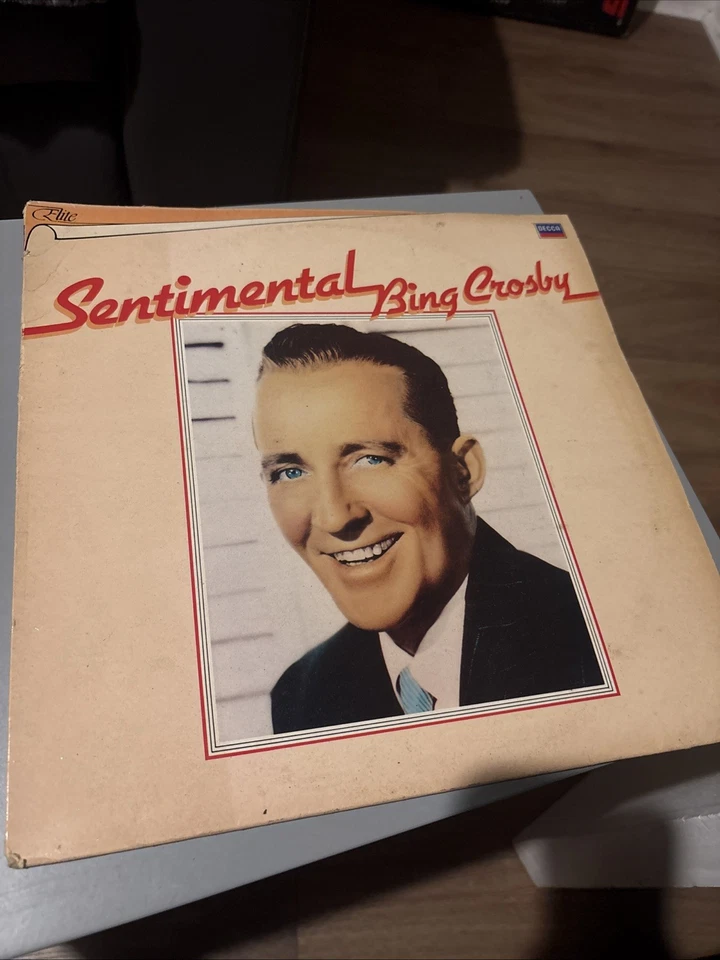 Elite
DECCA
Sentimental
Bing Crosby